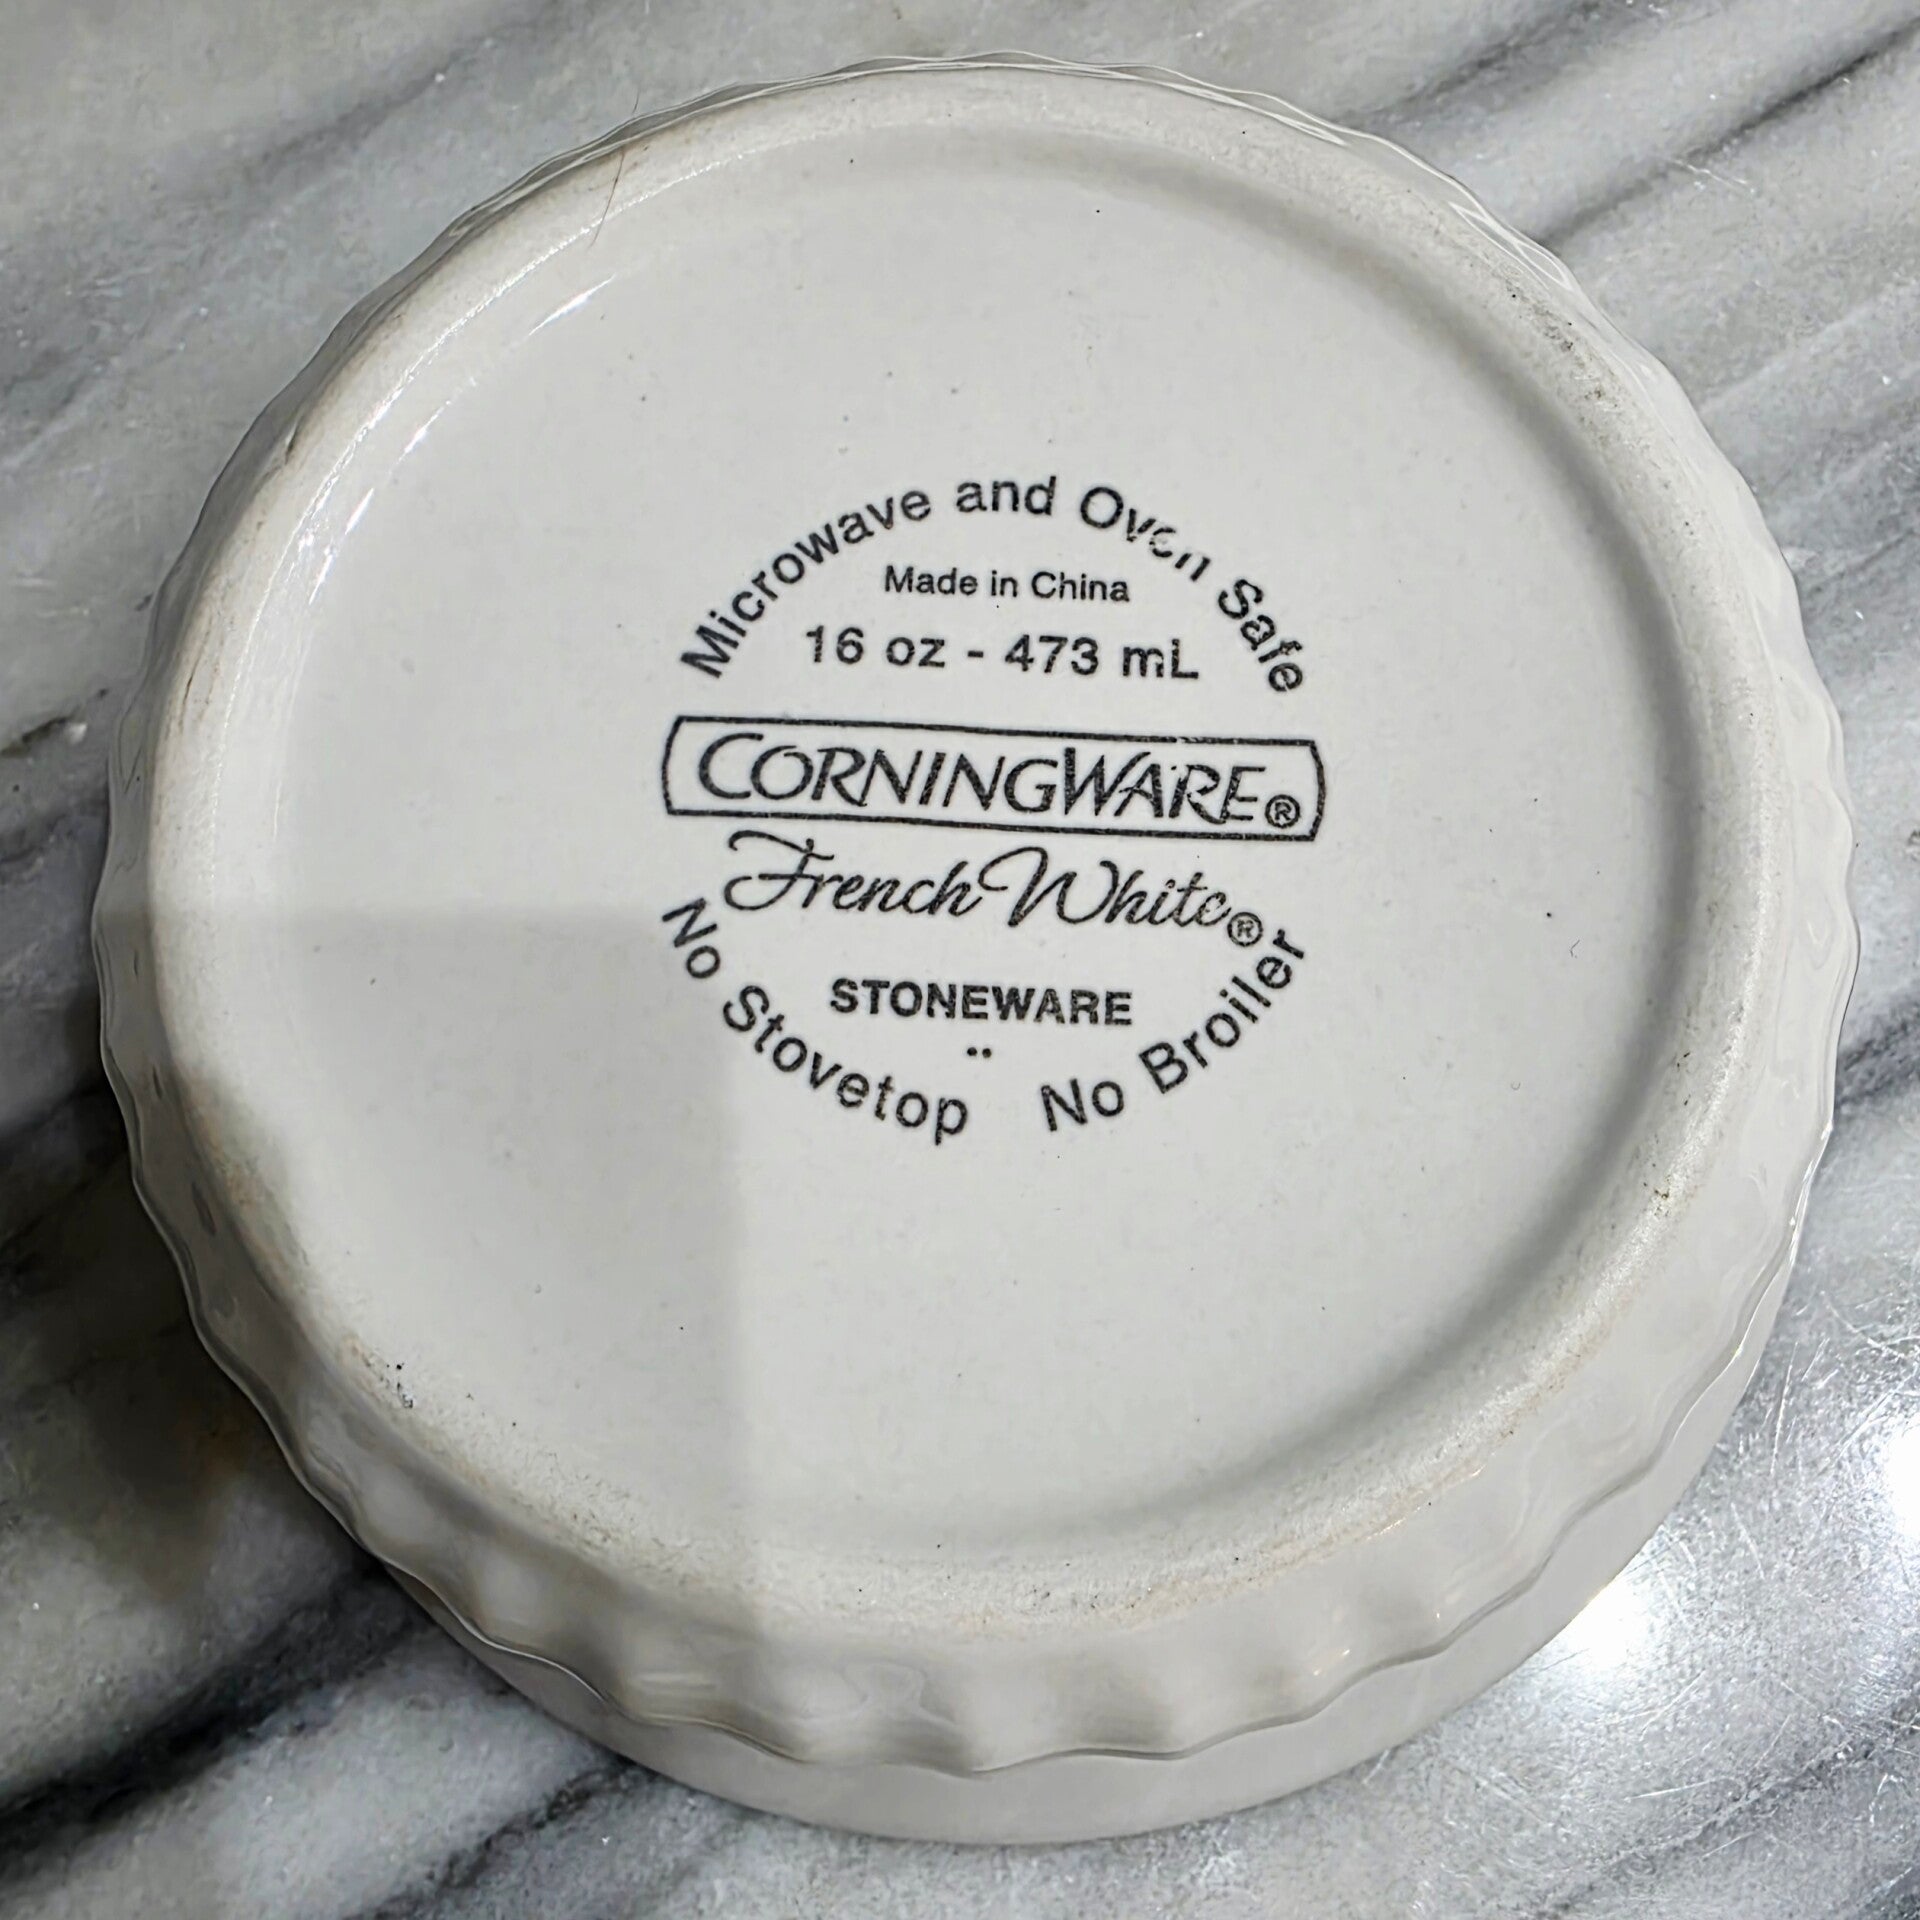 Microwave and Oven Safe
Made in China
16 oz - 473 mL
CORNINGWARE®
French White®
STONEWARE
..
No Stovetop No Broiler